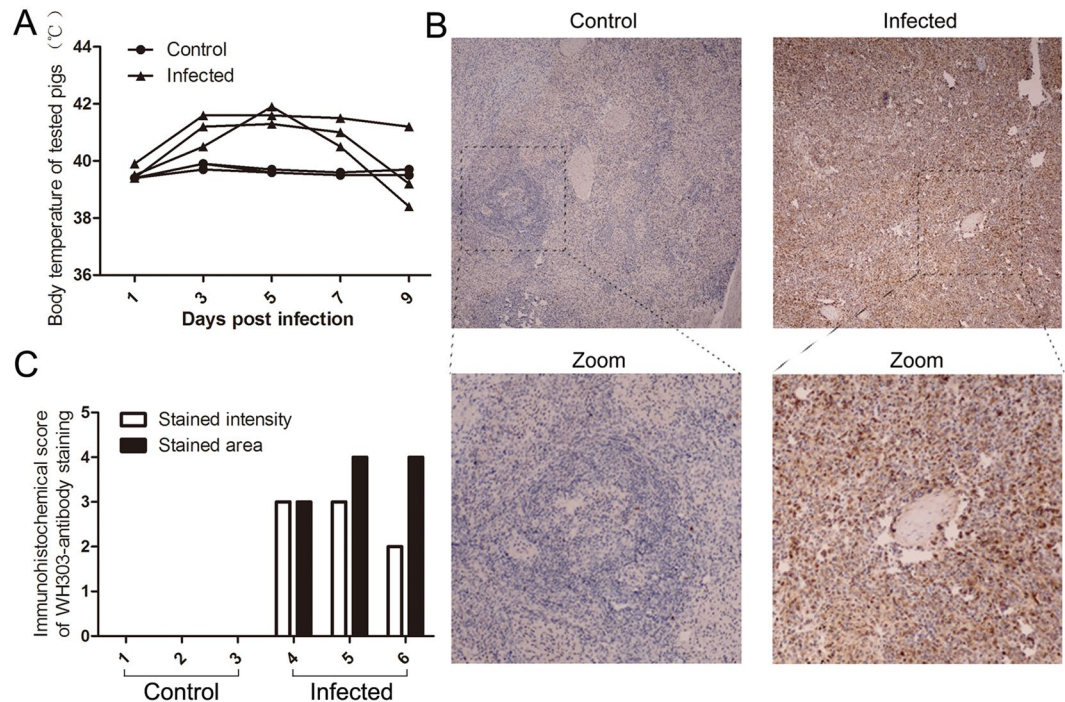 A
Body temperature of tested pigs（℃）
44
42
40
38
36
Control
Infected
1 3 5 7 9
Days post infection
B
Control Infected
Zoom Zoom
C
Immunohistochemical score
of WH303-antibody staining
5
4
3
2
1
0
Stained intensity
Stained area
1 2 3 4 5 6
Control Infected